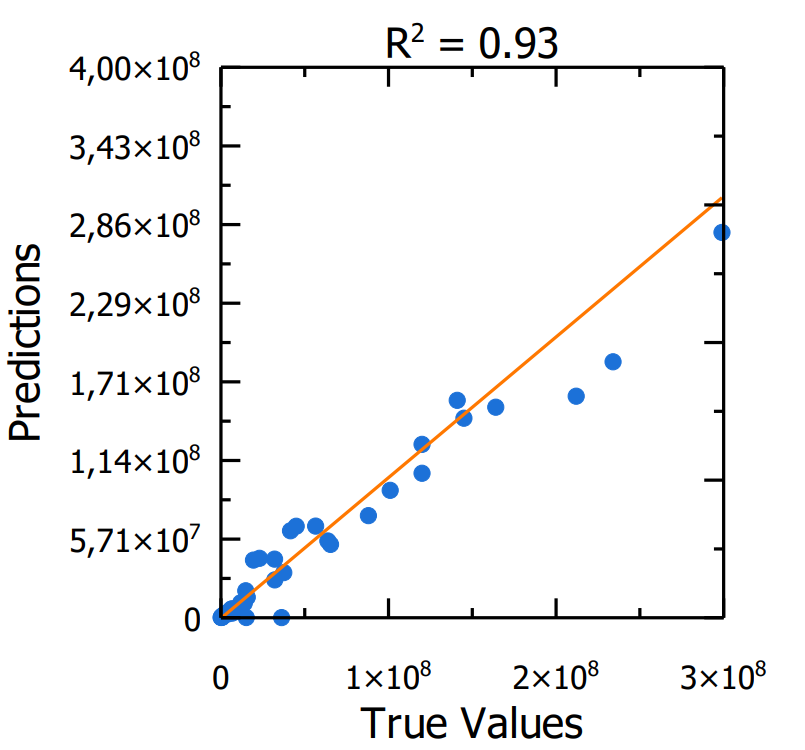 R² = 0.93
4,00×10⁸
3,43×10⁸
2,86×10⁸
2,29×10⁸
1,71×10⁸
1,14×10⁸
5,71×10⁷
0
Predictions
0 1×10⁸ 2×10⁸ 3×10⁸
True Values